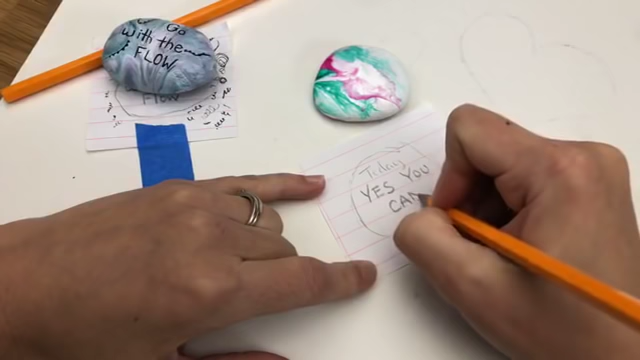 Go
with the
FLOW
FLOW
Today
YES YOU
CAN